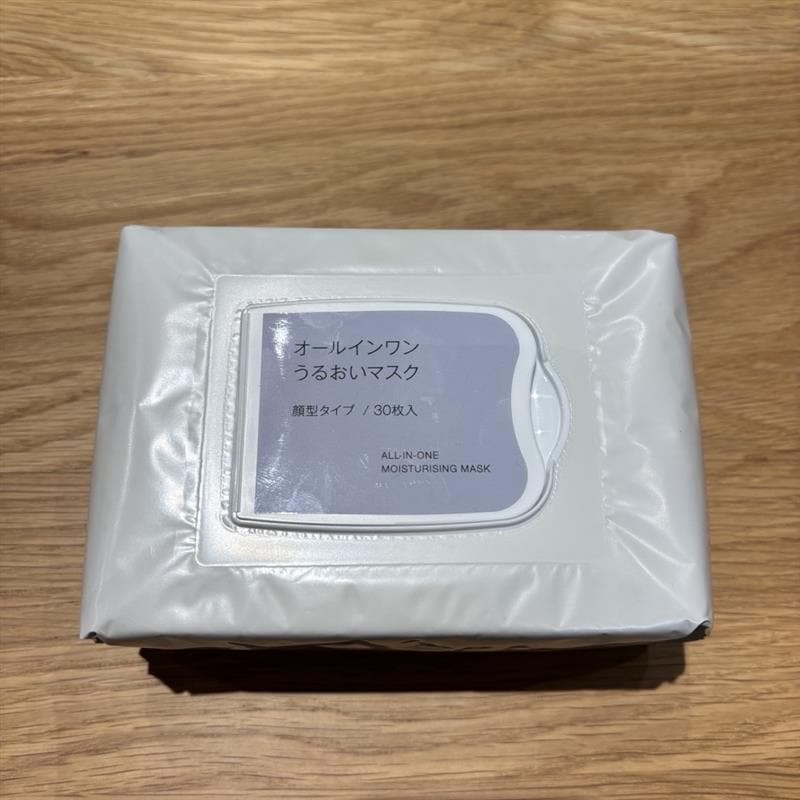 オールインワン
うるおいマスク
顔型タイプ / 30枚入
ALL-IN-ONE
MOISTURISING MASK